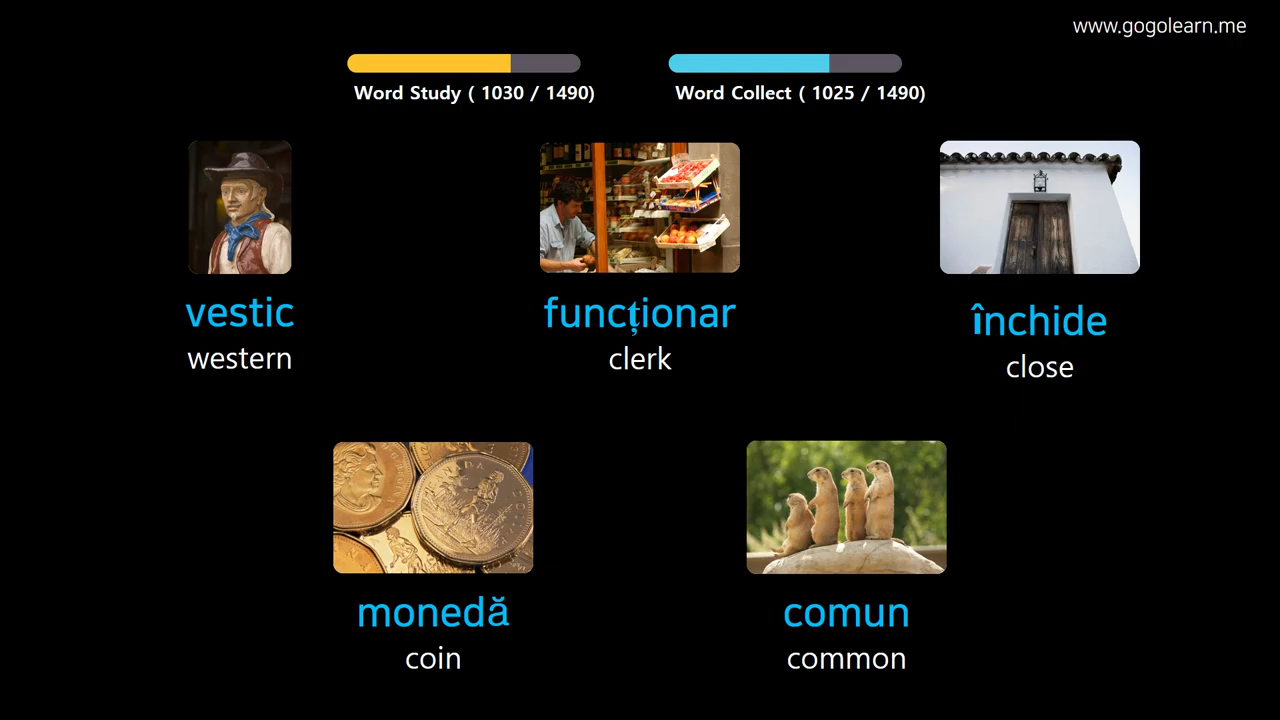 www.gogolearn.me
Word Study ( 1030 / 1490)
Word Collect ( 1025 / 1490)
vestic
western
funcționar
clerk
închide
close
monedă
coin
comun
common